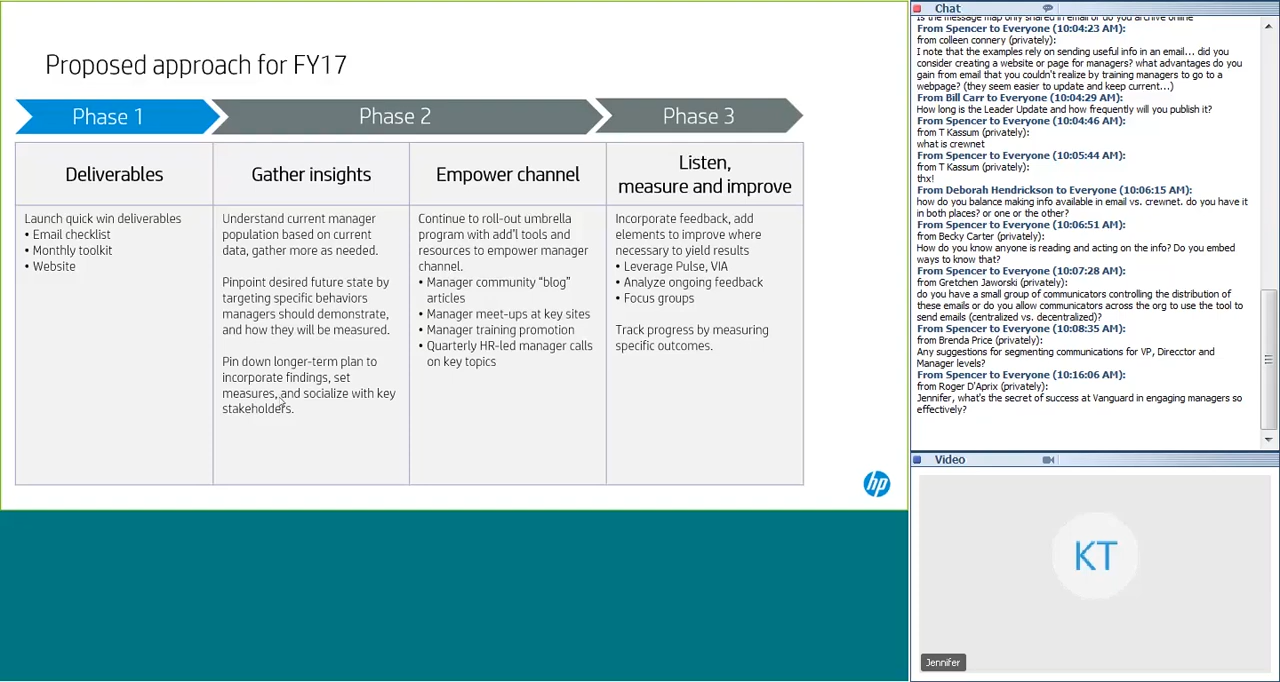 Proposed approach for FY17
Phase 1
Phase 2
Phase 3
Deliverables
Gather insights
Empower channel
Listen,
measure and improve
Launch quick win deliverables
• Email checklist
• Monthly toolkit
• Website
Understand current manager
population based on current
data, gather more as needed.
Pinpoint desired future state by
targeting specific behaviors
managers should demonstrate,
and how they will be measured.
Pin down longer-term plan to
incorporate findings, set
measures, and socialize with key
stakeholders.
Continue to roll-out umbrella
program with add'l tools and
resources to empower manager
channel.
• Manager community "blog"
articles
• Manager meet-ups at key sites
• Manager training promotion
• Quarterly HR-led manager calls
on key topics
Incorporate feedback, add
elements to improve where
necessary to yield results
• Leverage Pulse, VIA
• Analyze ongoing feedback
• Focus groups
Track progress by measuring
specific outcomes.
hp
Chat
Is the message map only shared in email or do you archive online
From Spencer to Everyone (10:04:23 AM):
from colleen connery (privately):
I note that the examples rely on sending useful info in an email... did you
consider creating a website or page for managers? what advantages do you
gain from email that you couldn't realize by training managers to go to a
webpage? (they seem easier to update and keep current...)
From Bill Carr to Everyone (10:04:29 AM):
How long is the Leader Update and how frequently will you publish it?
From Spencer to Everyone (10:04:46 AM):
from T Kassum (privately):
what is crewnet
From Spencer to Everyone (10:05:44 AM):
from T Kassum (privately):
thx!
From Deborah Hendrickson to Everyone (10:06:15 AM):
how do you balance making info available in email vs. crewnet. do you have it
in both places? or one or the other?
From Spencer to Everyone (10:06:51 AM):
from Becky Carter (privately):
How do you know anyone is reading and acting on the info? Do you embed
ways to know that?
From Spencer to Everyone (10:07:28 AM):
from Gretchen Jaworski (privately):
do you have a small group of communicators controlling the distribution of
these emails or do you allow communicators across the org to use the tool to
send emails (centralized vs. decentralized)?
From Spencer to Everyone (10:08:35 AM):
from Brenda Price (privately):
Any suggestions for segmenting communications for VP, Direcctor and
Manager levels?
From Spencer to Everyone (10:16:06 AM):
from Roger D'Aprix (privately):
Jennifer, what's the secret of success at Vanguard in engaging managers so
effectively?
Video
KT
Jennifer